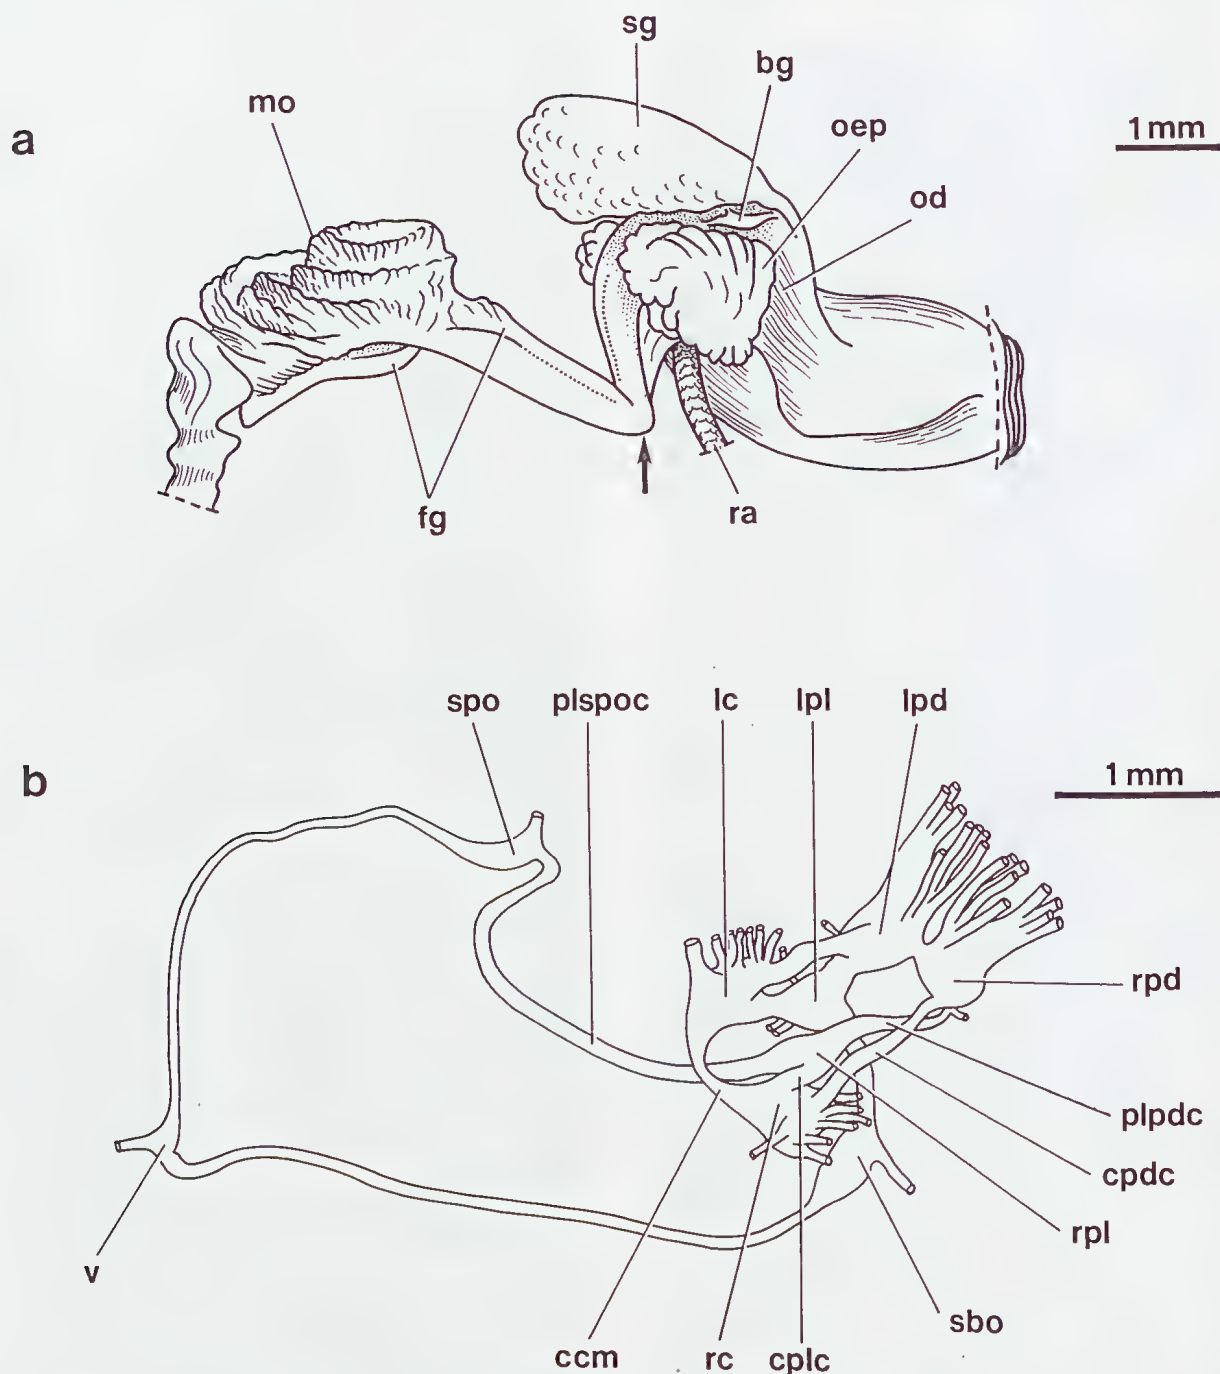 a
sg
bg
mo
oep
1 mm
od
fg
ra
b
spo
plspoc
lc
lpl
lpd
1 mm
rpd
plpdc
cpdc
rpl
v
sbo
ccm
rc
cplc